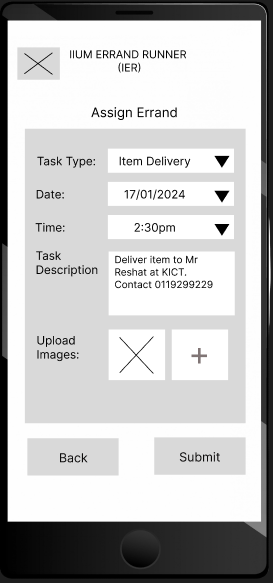 IIUM ERRAND RUNNER
(IER)
Assign Errand
Task Type: Item Delivery
Date: 17/01/2024
Time: 2:30pm
Task
Description
Deliver item to Mr
Reshat at KICT.
Contact 0119299229
Upload
Images:
+
Back
Submit